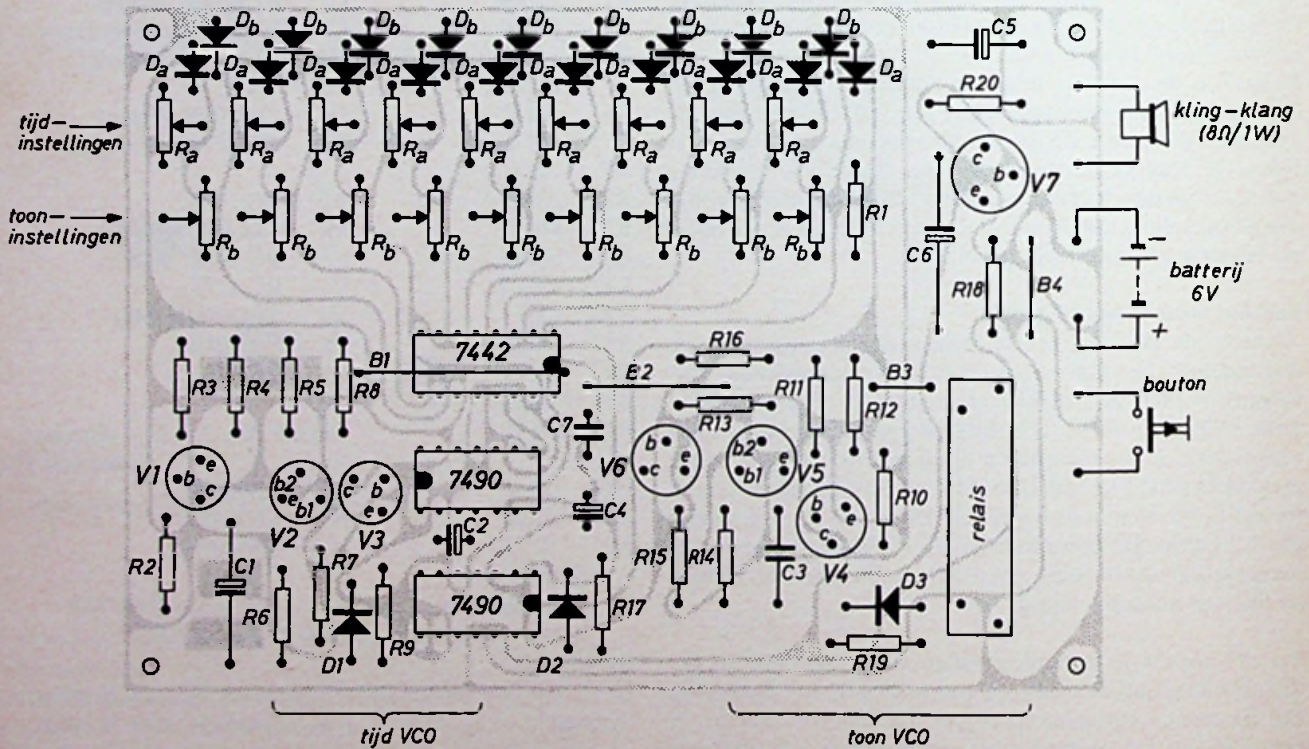 Db Db Db Db Db Db Db Db Db
C5
Da Da Da Da Da Da Da Da Da Da
R20
tijd-
instellingen
kling-klang
(8Ω/1W)
Ra Ra Ra Ra Ra Ra Ra Ra Ra
c
b
e
V7
toon-
instellingen
R1
Rb Rb Rb Rb Rb Rb Rb Rb Rb
C6
R18
B4
batterij
6V
-
+
R3
R4
R5
R8
B1
7442
B2
R16
R13
R11
R12
B3
bouton
C7
V1
b
e
c
V2
b2
e
b1
V3
c
b
e
7490
V6
b
c
e
V5
b2
b1
e
R10
relais
R2
C1
R6
R7
D1
R9
C2
7490
C4
D2
R17
R15
R14
C3
V4
b
e
c
D3
R19
tijd VCO
toon VCO